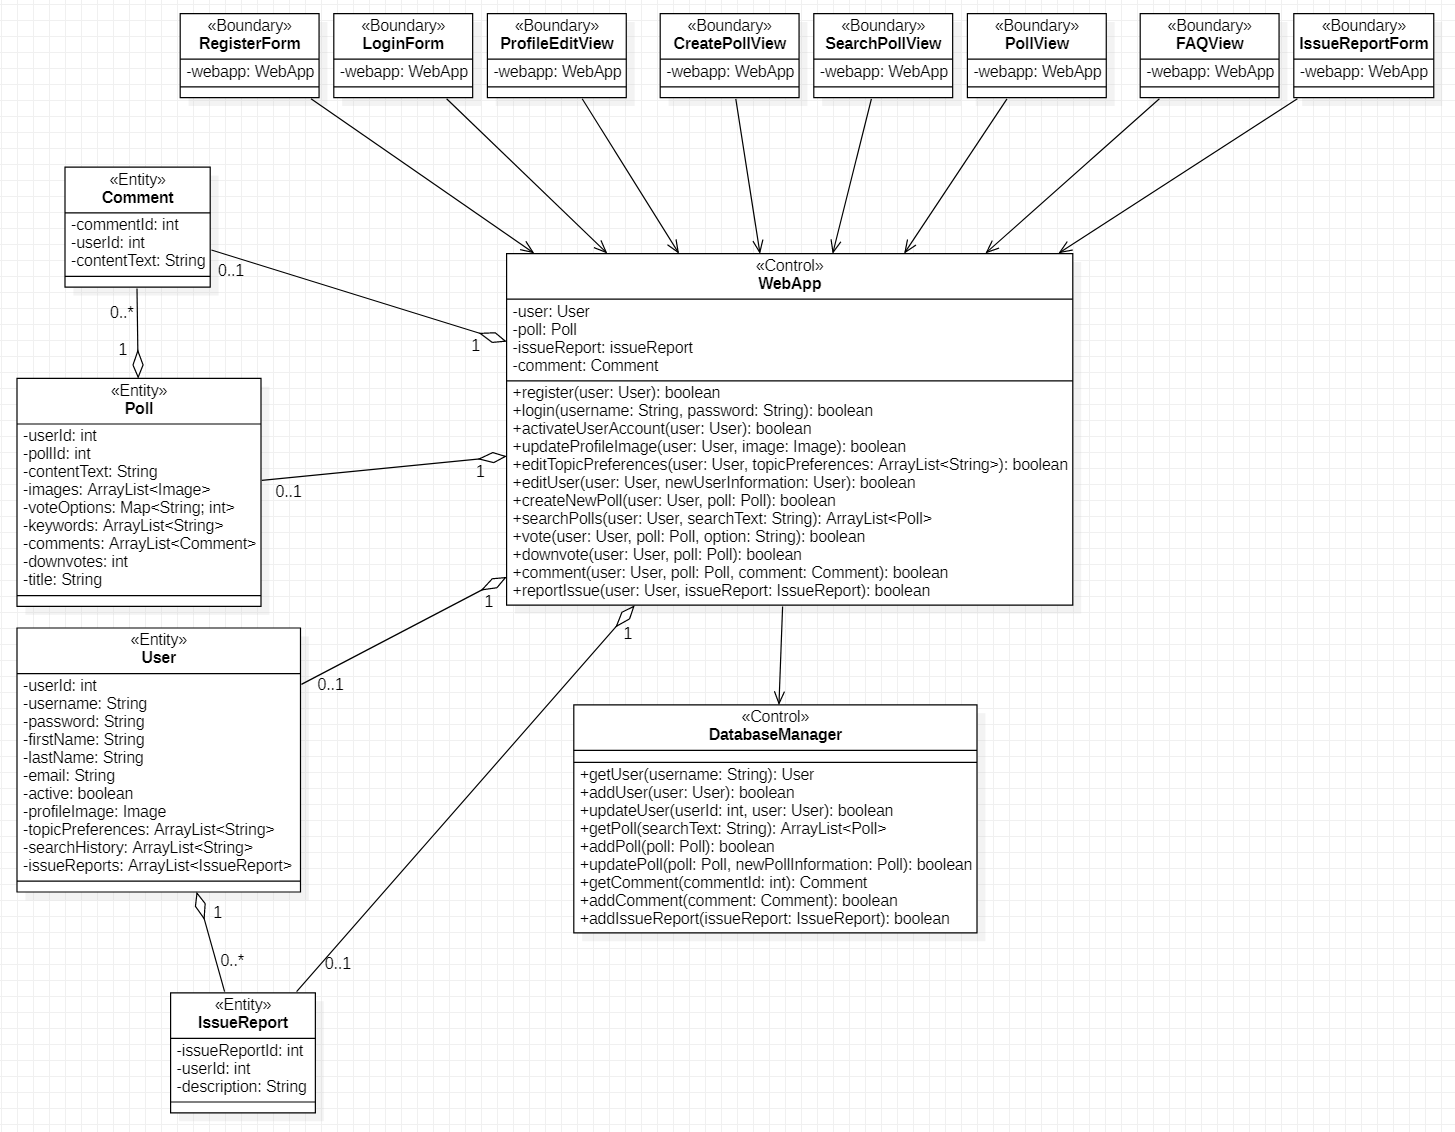 «Boundary»
RegisterForm
-webapp: WebApp
«Boundary»
LoginForm
-webapp: WebApp
«Boundary»
ProfileEditView
-webapp: WebApp
«Boundary»
CreatePollView
-webapp: WebApp
«Boundary»
SearchPollView
-webapp: WebApp
«Boundary»
PollView
-webapp: WebApp
«Boundary»
FAQView
-webapp: WebApp
«Boundary»
IssueReportForm
-webapp: WebApp
«Entity»
Comment
-commentId: int
-userId: int
-contentText: String
0..1
1
0..*
1
«Control»
WebApp
-user: User
-poll: Poll
-issueReport: issueReport
-comment: Comment
+register(user: User): boolean
+login(username: String, password: String): boolean
+activateUserAccount(user: User): boolean
+updateProfileImage(user: User, image: Image): boolean
+editTopicPreferences(user: User, topicPreferences: ArrayList<String>): boolean
+editUser(user: User, newUserInformation: User): boolean
+createNewPoll(user: User, poll: Poll): boolean
+searchPolls(user: User, searchText: String): ArrayList<Poll>
+vote(user: User, poll: Poll, option: String): boolean
+downvote(user: User, poll: Poll): boolean
+comment(user: User, poll: Poll, comment: Comment): boolean
+reportIssue(user: User, issueReport: IssueReport): boolean
«Entity»
Poll
-userId: int
-pollId: int
-contentText: String
-images: ArrayList<Image>
-voteOptions: Map<String; int>
-keywords: ArrayList<String>
-comments: ArrayList<Comment>
-downvotes: int
-title: String
0..1
1
«Entity»
User
-userId: int
-username: String
-password: String
-firstName: String
-lastName: String
-email: String
-active: boolean
-profileImage: Image
-topicPreferences: ArrayList<String>
-searchHistory: ArrayList<String>
-issueReports: ArrayList<IssueReport>
0..1
1
1
«Control»
DatabaseManager
+getUser(username: String): User
+addUser(user: User): boolean
+updateUser(userId: int, user: User): boolean
+getPoll(searchText: String): ArrayList<Poll>
+addPoll(poll: Poll): boolean
+updatePoll(poll: Poll, newPollInformation: Poll): boolean
+getComment(commentId: int): Comment
+addComment(comment: Comment): boolean
+addIssueReport(issueReport: IssueReport): boolean
1
0..*
0..1
«Entity»
IssueReport
-issueReportId: int
-userId: int
-description: String